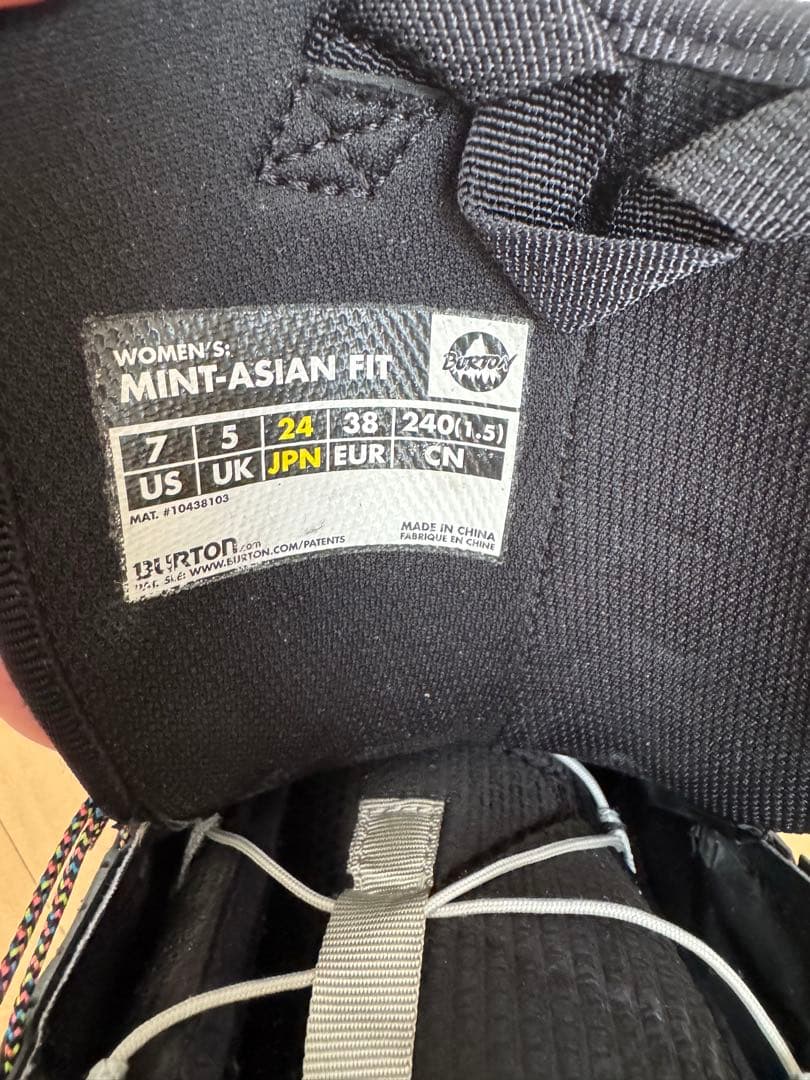 WOMEN'S:
MINT-ASIAN FIT
BURTON
7 5 24 38 240(1.5)
US UK JPN EUR CN
MAT. #10438103
BURTON.com
WWW.BURTON.COM/PATENTS
MADE IN CHINA
FABRIQUE EN CHINE